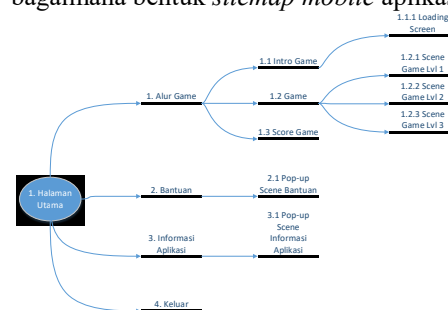 bagaimana bentuk sitemap mobile aplika
1.1.1 Loading
Screen
1.1 Intro Game
1.2.1 Scene
Game Lvl 1
1. Alur Game
1.2 Game
1.2.2 Scene
Game Lvl 2
1.2.3 Scene
Game Lvl 3
1.3 Score Game
1. Halaman
Utama
2. Bantuan
2.1 Pop-up
Scene Bantuan
3. Informasi
Aplikasi
3.1 Pop-up
Scene
Informasi
Aplikasi
4. Keluar